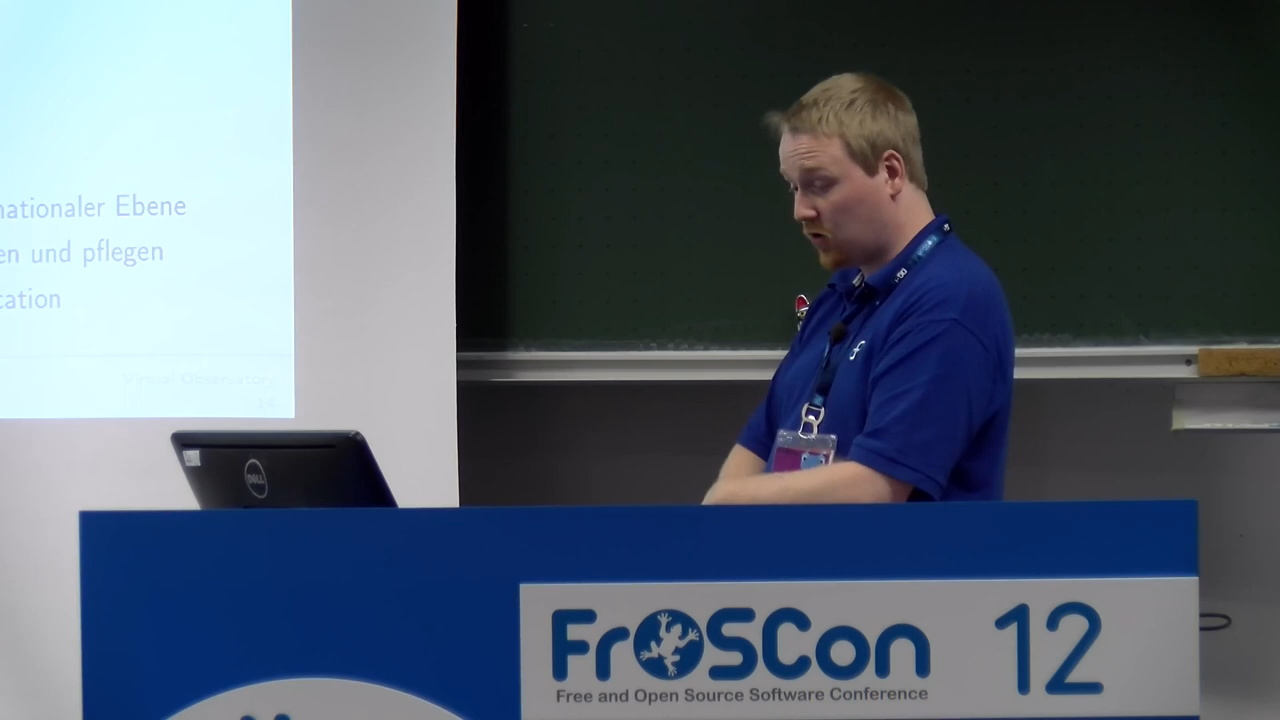 nationaler Ebene
en und pflegen
cation
Virtual Observatory
14
DELL
FrOSCon 12
Free and Open Source Software Conference